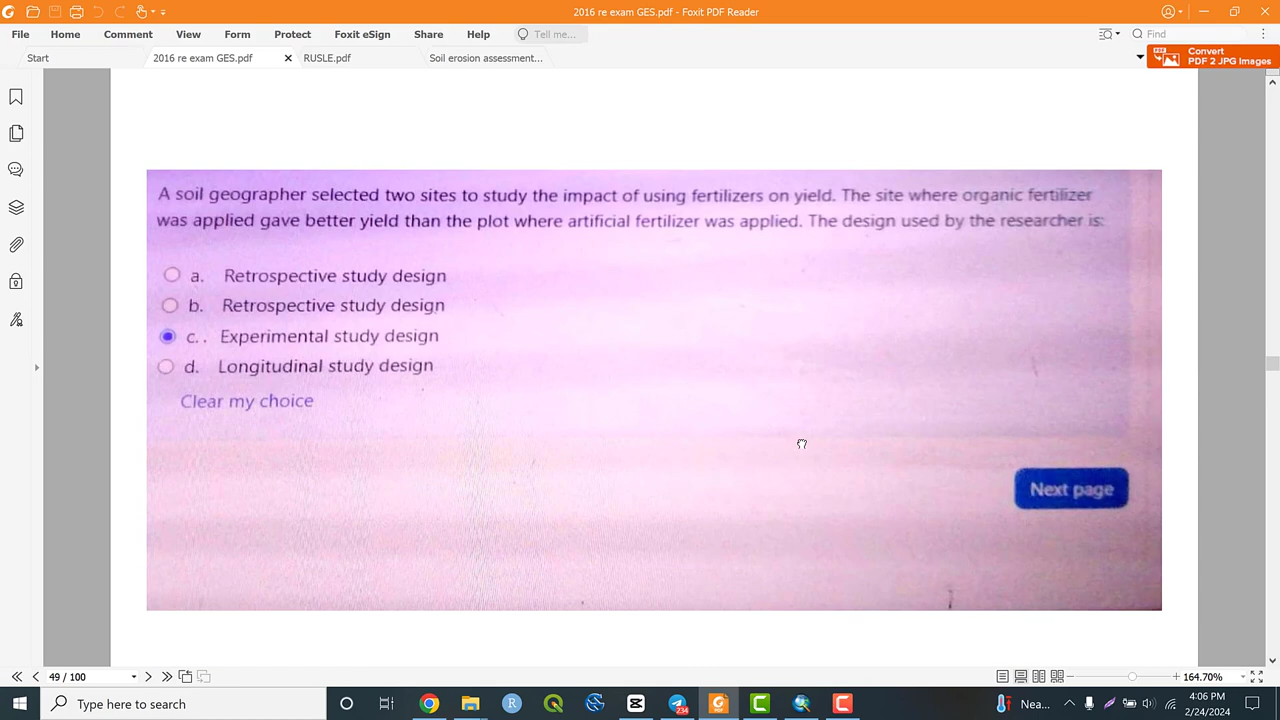 2016 re exam GES.pdf - Foxit PDF Reader
File Home Comment View Form Protect Foxit eSign Share Help Tell me... Find
Start 2016 re exam GES.pdf RUSLE.pdf Soil erosion assessment... Convert
PDF 2 JPG Images
A soil geographer selected two sites to study the impact of using fertilizers on yield. The site where organic fertilizer
was applied gave better yield than the plot where artificial fertilizer was applied. The design used by the researcher is:
a. Retrospective study design
b. Retrospective study design
c. . Experimental study design
d. Longitudinal study design
Clear my choice
Next page
49 / 100 164.70%
Type here to search 234 Nea... 4:06 PM
2/24/2024